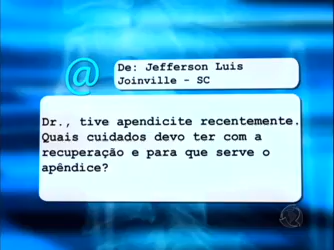 @
De: Jefferson Luis
Joinville - SC
Dr., tive apendicite recentemente.
Quais cuidados devo ter com a
recuperação e para que serve o
apêndice?